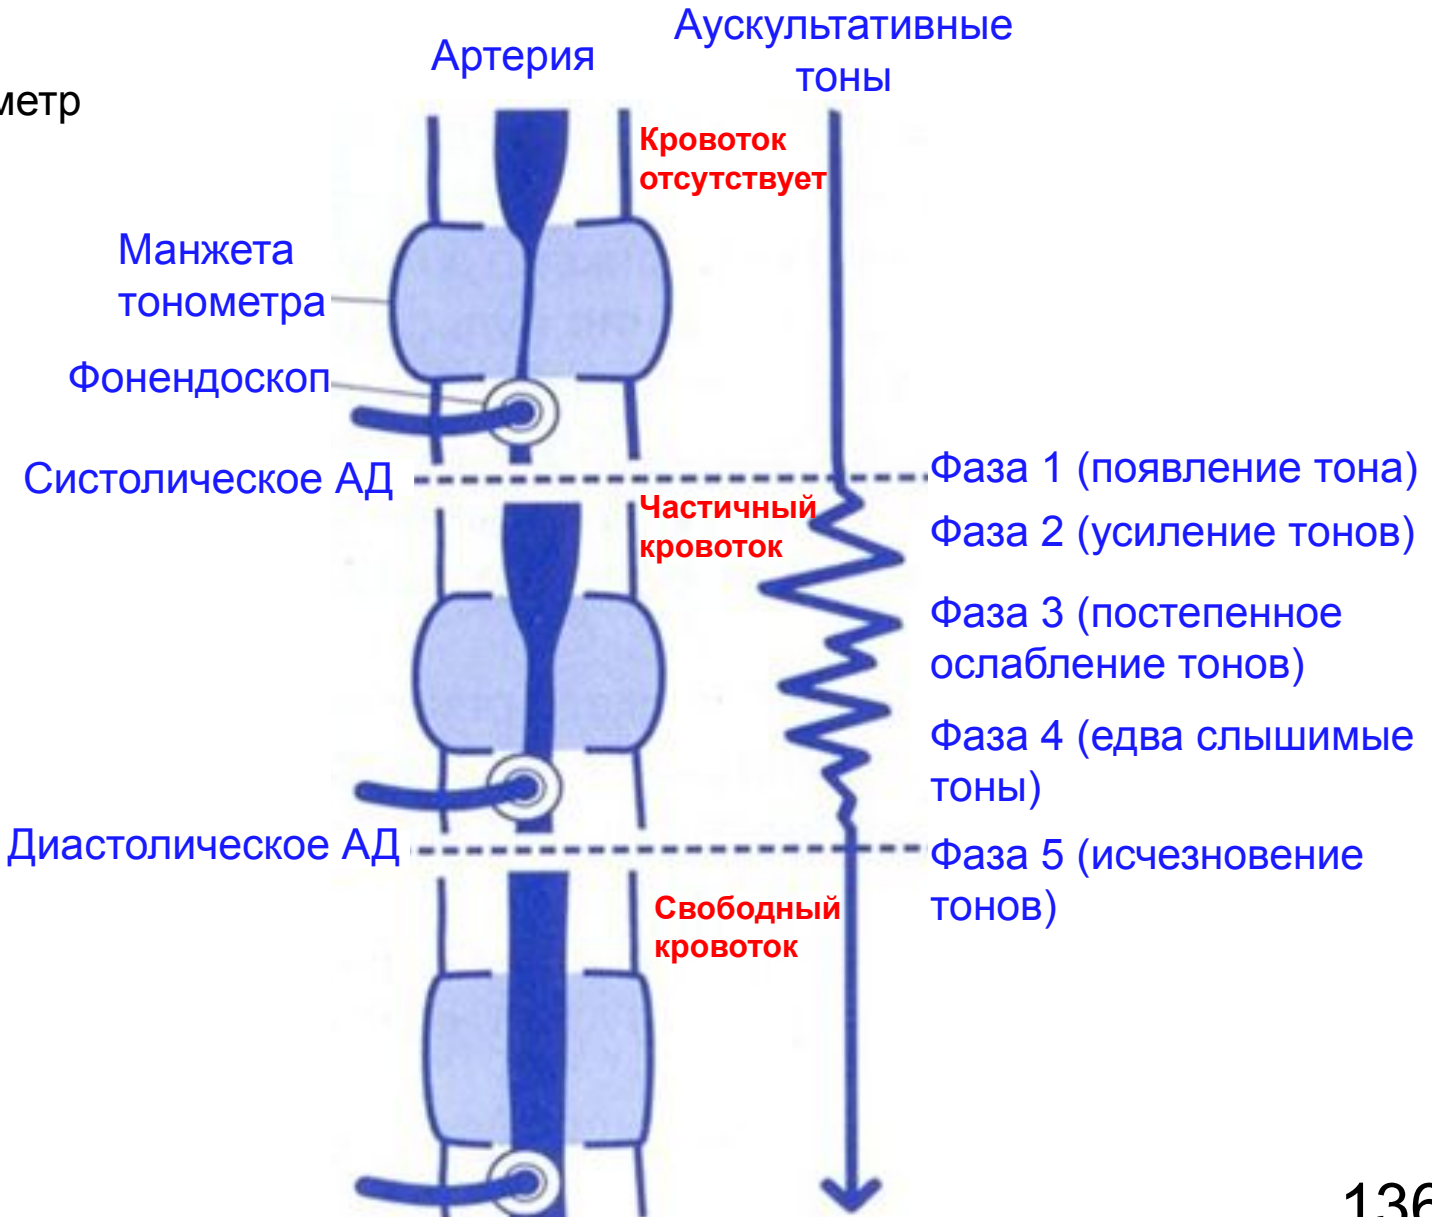 Аускультативные
тоны
Артерия
метр
Кровоток
отсутствует
Манжета
тонометра
Фонендоскоп
Систолическое АД
Фаза 1 (появление тона)
Частичный
кровоток
Фаза 2 (усиление тонов)
Фаза 3 (постепенное
ослабление тонов)
Фаза 4 (едва слышимые
тоны)
Диастолическое АД
Фаза 5 (исчезновение
тонов)
Свободный
кровоток
136